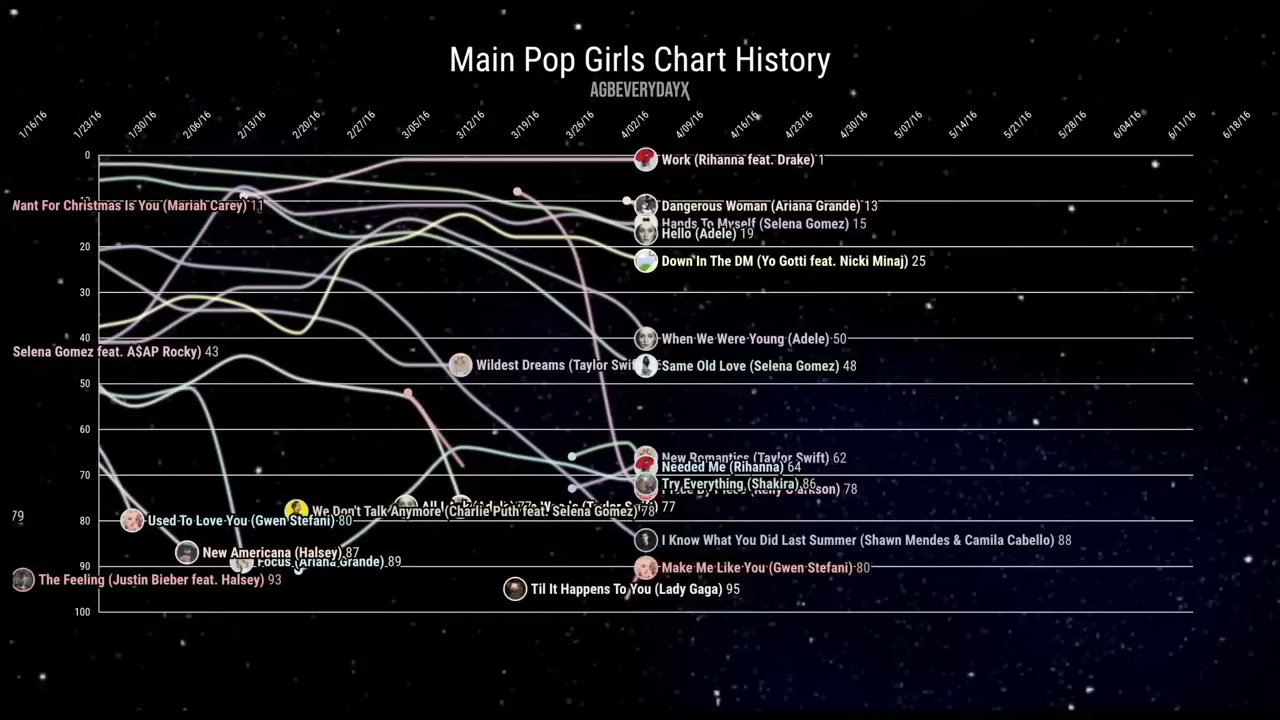 Main Pop Girls Chart History
AGBEVERYDAYX
1/16/16 1/23/16 1/30/16 2/06/16 2/13/16 2/20/16 2/27/16 3/05/16 3/12/16 3/19/16 3/26/16 4/02/16 4/09/16 4/16/16 4/23/16 4/30/16 5/07/16 5/14/16 5/21/16 5/28/16 6/04/16 6/11/16 6/18/16
0
Work (Rihanna feat. Drake) 1
Want For Christmas Is You (Mariah Carey) 11
Dangerous Woman (Ariana Grande) 13
Hands To Myself (Selena Gomez) 15
Hello (Adele) 19
20
Down In The DM (Yo Gotti feat. Nicki Minaj) 25
30
40
When We Were Young (Adele) 50
Selena Gomez feat. A$AP Rocky) 43
Wildest Dreams (Taylor Swif
Same Old Love (Selena Gomez) 48
50
60
New Romantics (Taylor Swift) 62
Needed Me (Rihanna) 64
70
Try Everything (Shakira) 86
Kelly Clarkson) 78
77
We Don't Talk Anymore (Charlie Puth feat. Selena Gomez) 78
79
80
Used To Love You (Gwen Stefani) 80
I Know What You Did Last Summer (Shawn Mendes & Camila Cabello) 88
New Americana (Halsey) 87
Focus (Ariana Grande) 89
90
Make Me Like You (Gwen Stefani) 80
The Feeling (Justin Bieber feat. Halsey) 93
Til It Happens To You (Lady Gaga) 95
100